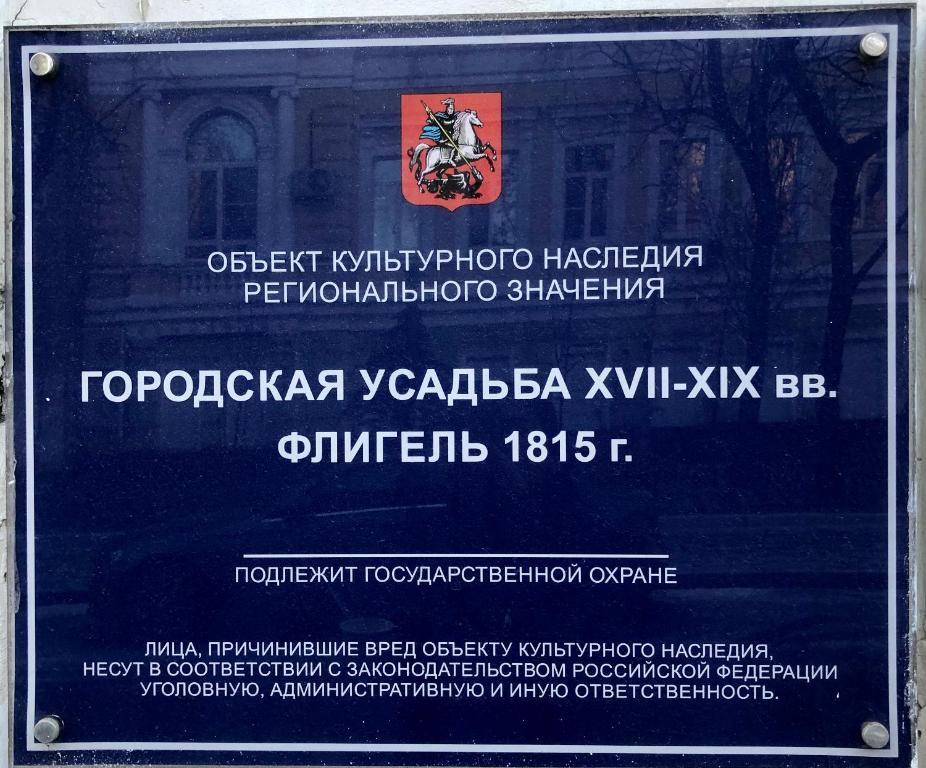 ОБЪЕКТ КУЛЬТУРНОГО НАСЛЕДИЯ
РЕГИОНАЛЬНОГО ЗНАЧЕНИЯ
ГОРОДСКАЯ УСАДЬБА XVII-XIX вв.
ФЛИГЕЛЬ 1815 г.
ПОДЛЕЖИТ ГОСУДАРСТВЕННОЙ ОХРАНЕ
ЛИЦА, ПРИЧИНИВШИЕ ВРЕД ОБЪЕКТУ КУЛЬТУРНОГО НАСЛЕДИЯ,
НЕСУТ В СООТВЕТСТВИИ С ЗАКОНОДАТЕЛЬСТВОМ РОССИЙСКОЙ ФЕДЕРАЦИИ
УГОЛОВНУЮ, АДМИНИСТРАТИВНУЮ И ИНУЮ ОТВЕТСТВЕННОСТЬ.